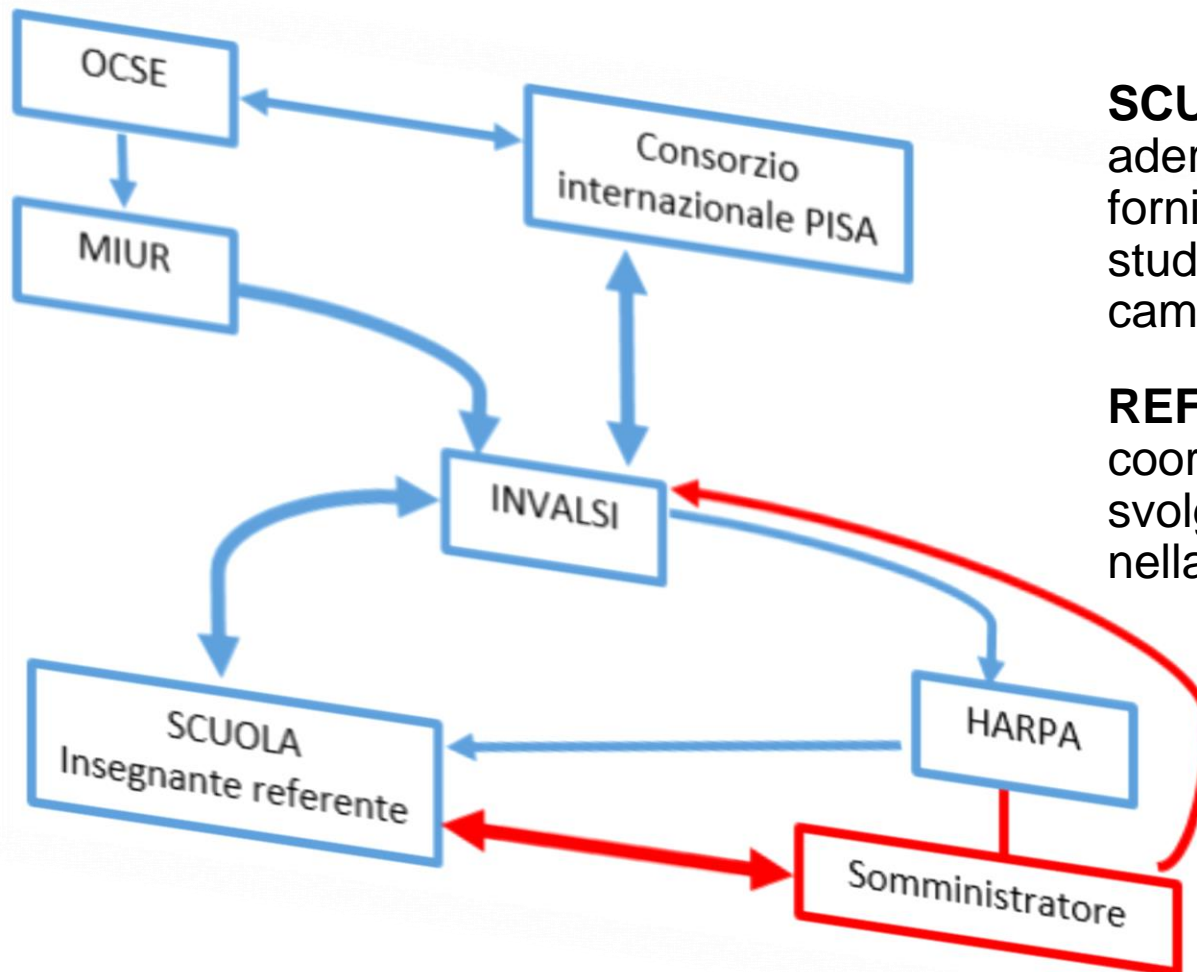 OCSE
Consorzio
internazionale PISA
MIUR
INVALSI
SCUOLA
Insegnante referente
HARPA
Somministratore